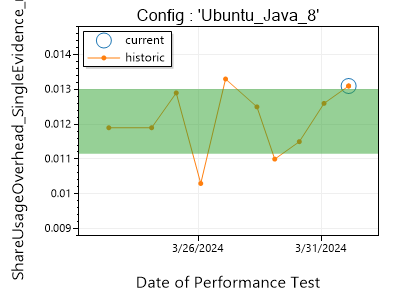 Config : 'Ubuntu_Java_8'
current
historic
ShareUsageOverhead_SingleEvidence_
0.014
0.013
0.012
0.011
0.01
0.009
3/26/2024
3/31/2024
Date of Performance Test